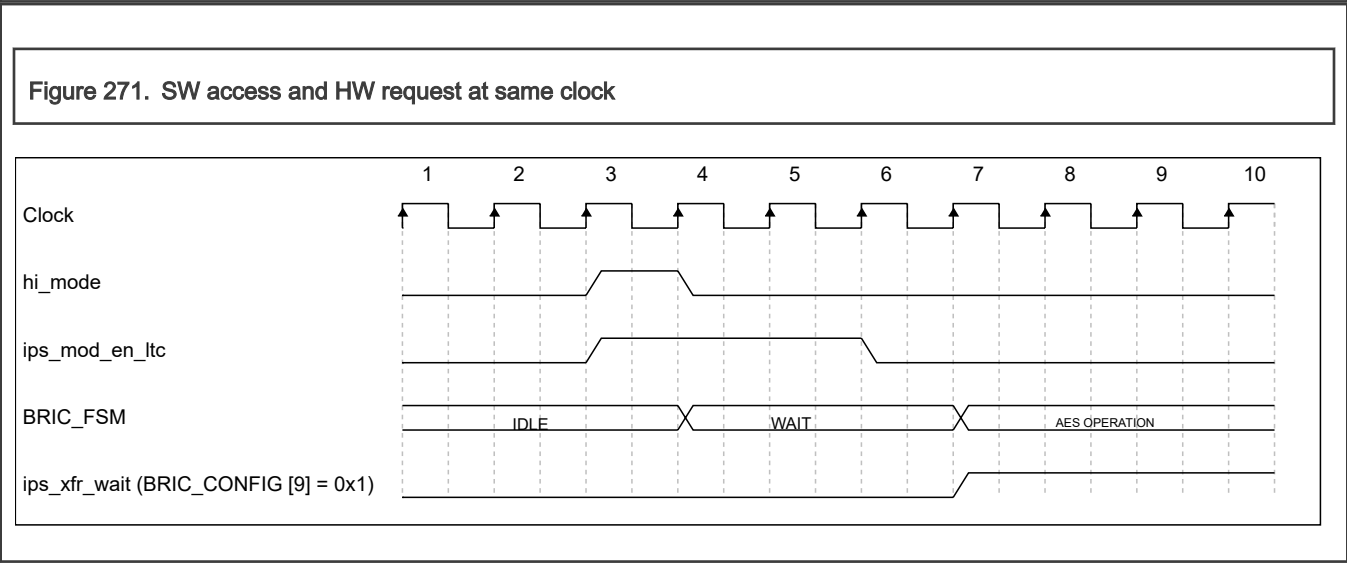 Figure 271. SW access and HW request at same clock
1 2 3 4 5 6 7 8 9 10
Clock
hi_mode
ips_mod_en_ltc
BRIC_FSM IDLE WAIT AES OPERATION
ips_xfr_wait (BRIC_CONFIG [9] = 0x1)